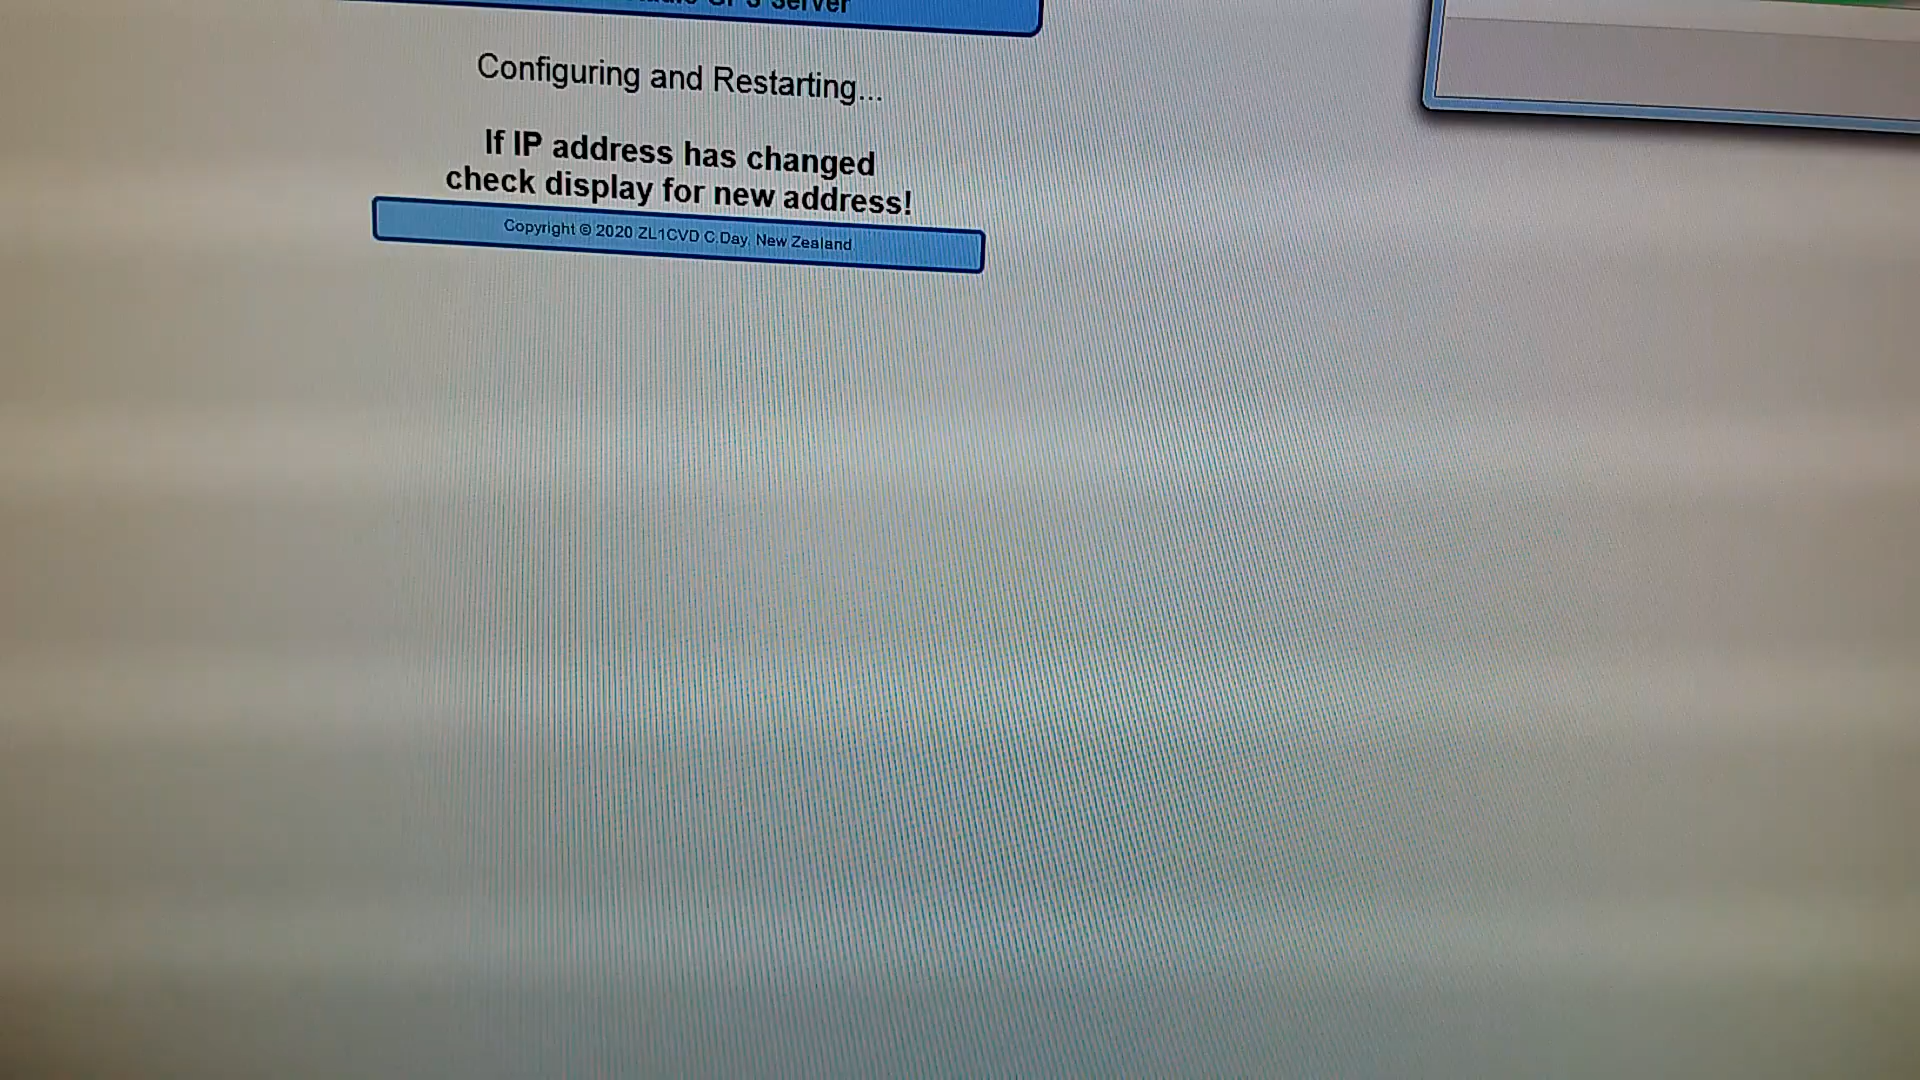 Server
Configuring and Restarting...
If IP address has changed
check display for new address!
Copyright © 2020 ZL1CVD C.Day, New Zealand